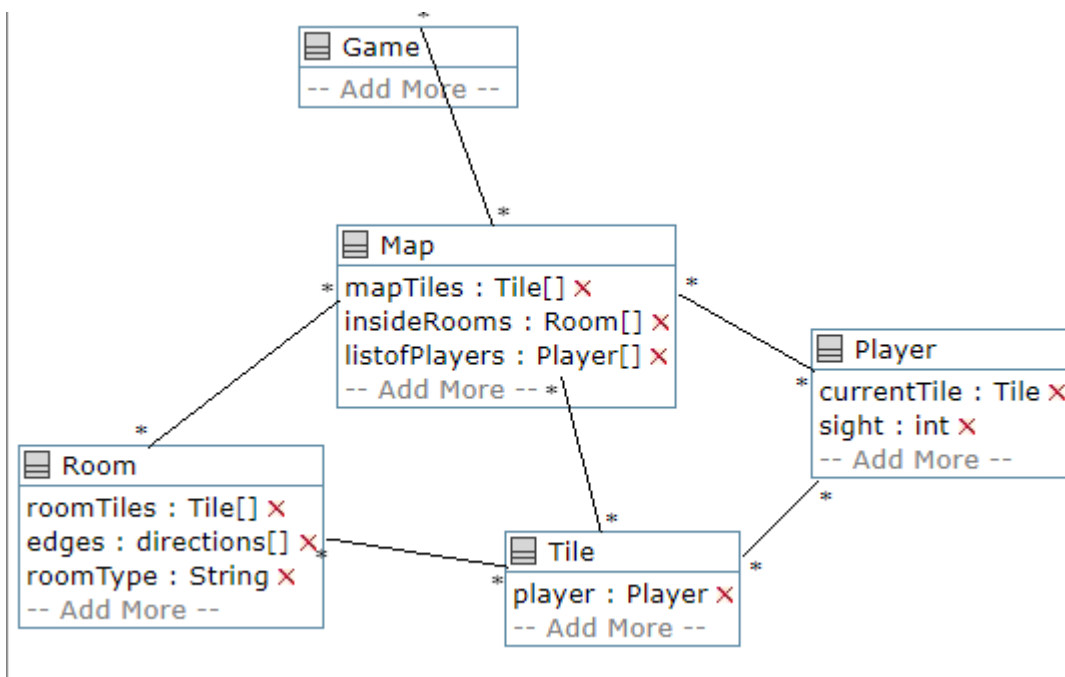 *
Game
-- Add More --
*
Map
*
mapTiles : Tile[] ×
*
insideRooms : Room[] ×
listofPlayers : Player[] ×
-- Add More --
*
Player
*
currentTile : Tile ×
sight : int ×
-- Add More --
*
*
Room
roomTiles : Tile[] ×
edges : directions[] ×
*
roomType : String ×
-- Add More --
*
Tile
*
*
player : Player ×
-- Add More --